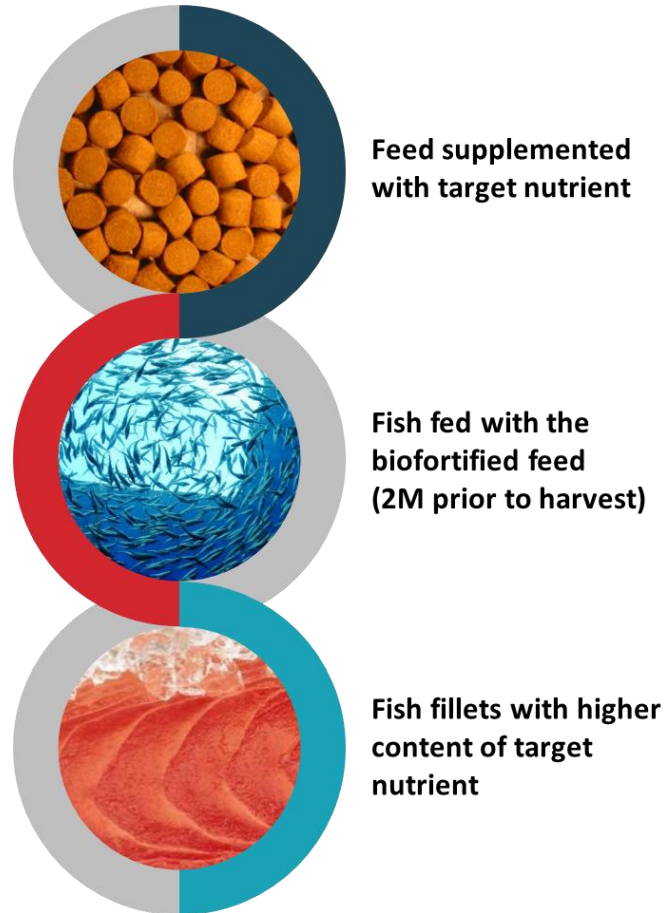 Feed supplemented
with target nutrient
Fish fed with the
biofortified feed
(2M prior to harvest)
Fish fillets with higher
content of target
nutrient